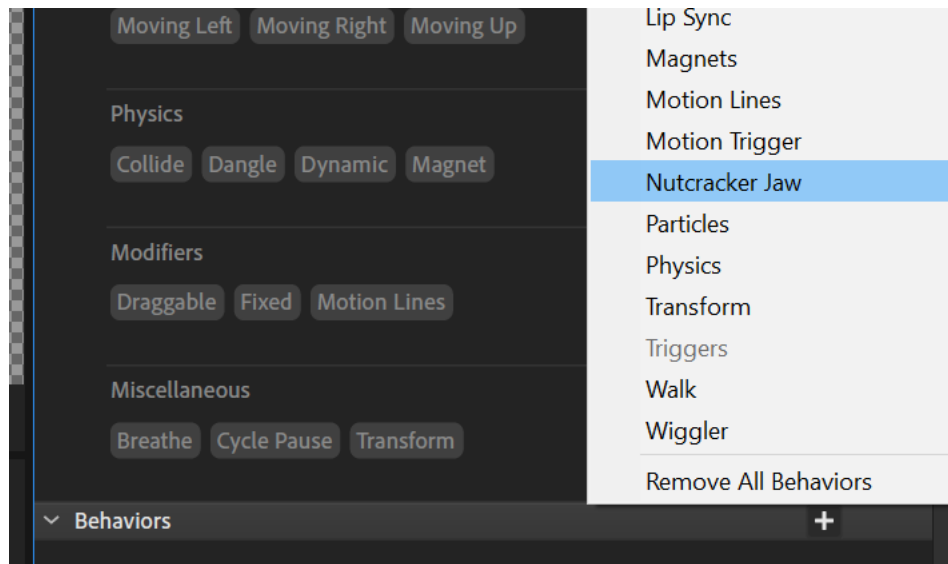 Moving Left Moving Right Moving Up
Physics
Collide Dangle Dynamic Magnet
Modifiers
Draggable Fixed Motion Lines
Miscellaneous
Breathe Cycle Pause Transform
Behaviors +
Lip Sync
Magnets
Motion Lines
Motion Trigger
Nutcracker Jaw
Particles
Physics
Transform
Triggers
Walk
Wiggler
Remove All Behaviors